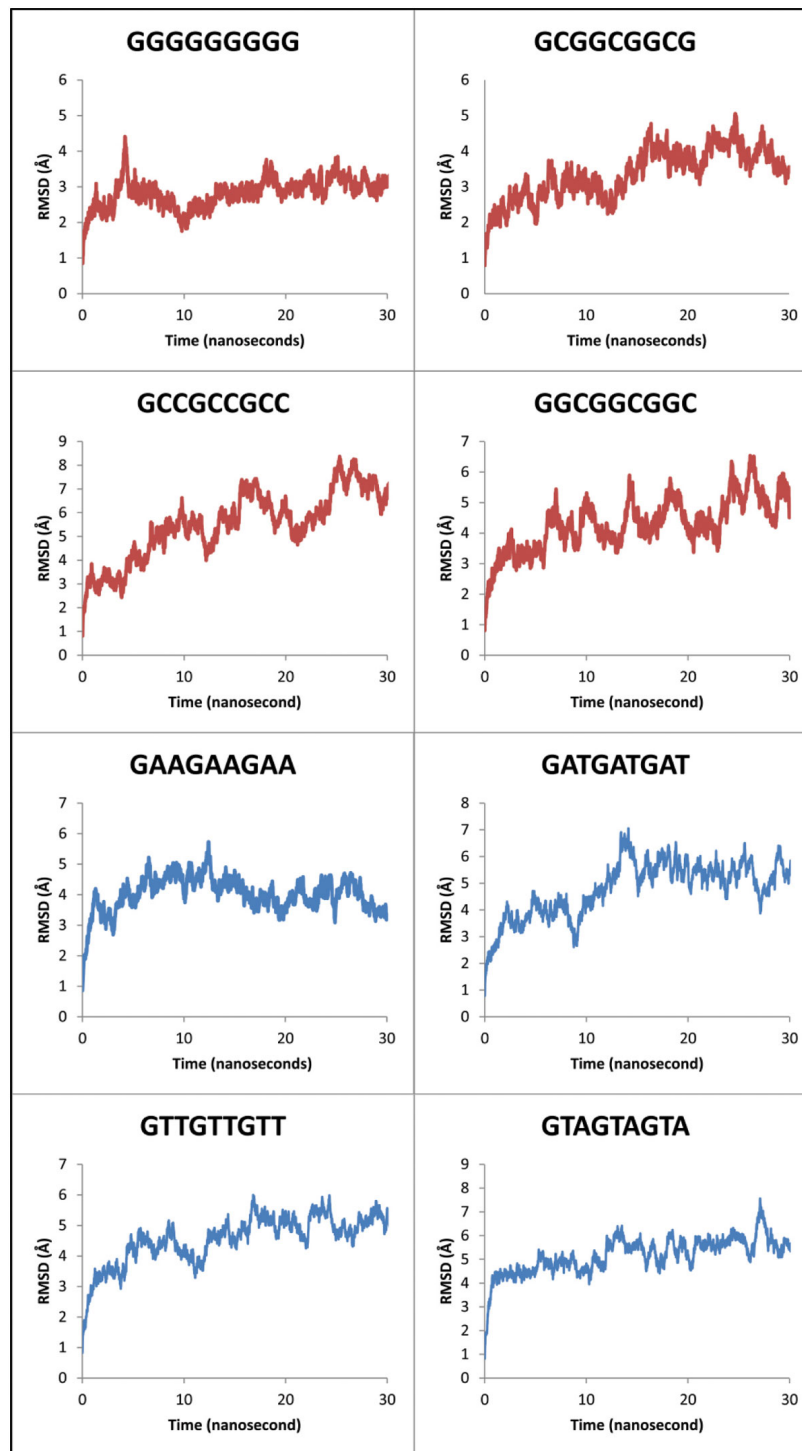 GGGGGGGGG
6
5
4
3
2
1
0
RMSD (Å)
0 10 20 30
Time (nanoseconds)
GCGGCGGCG
6
5
4
3
2
1
0
RMSD (Å)
0 10 20 30
Time (nanoseconds)
GCCGCCGCC
9
8
7
6
5
4
3
2
1
0
RMSD (Å)
0 10 20 30
Time (nanosecond)
GGCGGCGGC
7
6
5
4
3
2
1
0
RMSD (Å)
0 10 20 30
Time (nanosecond)
GAAGAAGAA
7
6
5
4
3
2
1
0
RMSD (Å)
0 10 20 30
Time (nanoseconds)
GATGATGAT
8
7
6
5
4
3
2
1
0
RMSD (Å)
0 10 20 30
Time (nanosecond)
GTTGTTGTT
7
6
5
4
3
2
1
0
RMSD (Å)
0 10 20 30
Time (nanosecond)
GTAGTAGTA
9
8
7
6
5
4
3
2
1
0
RMSD (Å)
0 10 20 30
Time (nanosecond)